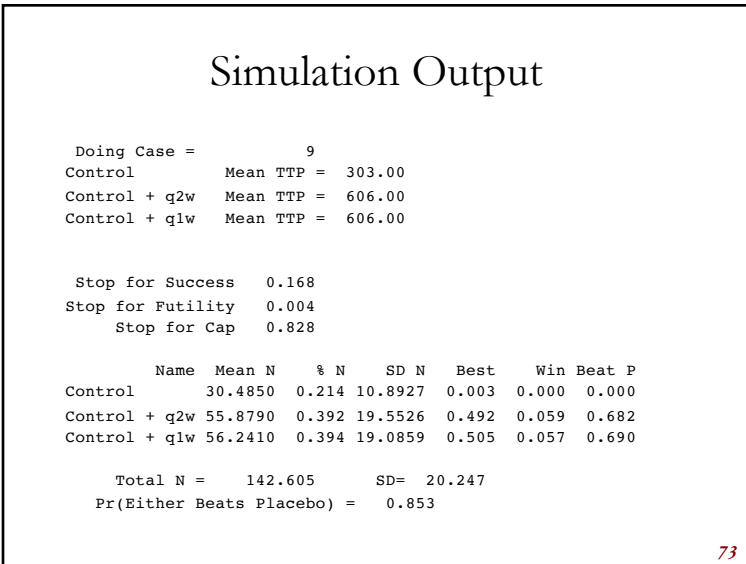 Simulation Output
Doing Case = 9
Control Mean TTP = 303.00
Control + q2w Mean TTP = 606.00
Control + q1w Mean TTP = 606.00
Stop for Success 0.168
Stop for Futility 0.004
Stop for Cap 0.828
Name Mean N % N SD N Best Win Beat P
Control 30.4850 0.214 10.8927 0.003 0.000 0.000
Control + q2w 55.8790 0.392 19.5526 0.492 0.059 0.682
Control + q1w 56.2410 0.394 19.0859 0.505 0.057 0.690
Total N = 142.605 SD= 20.247
Pr(Either Beats Placebo) = 0.853
73